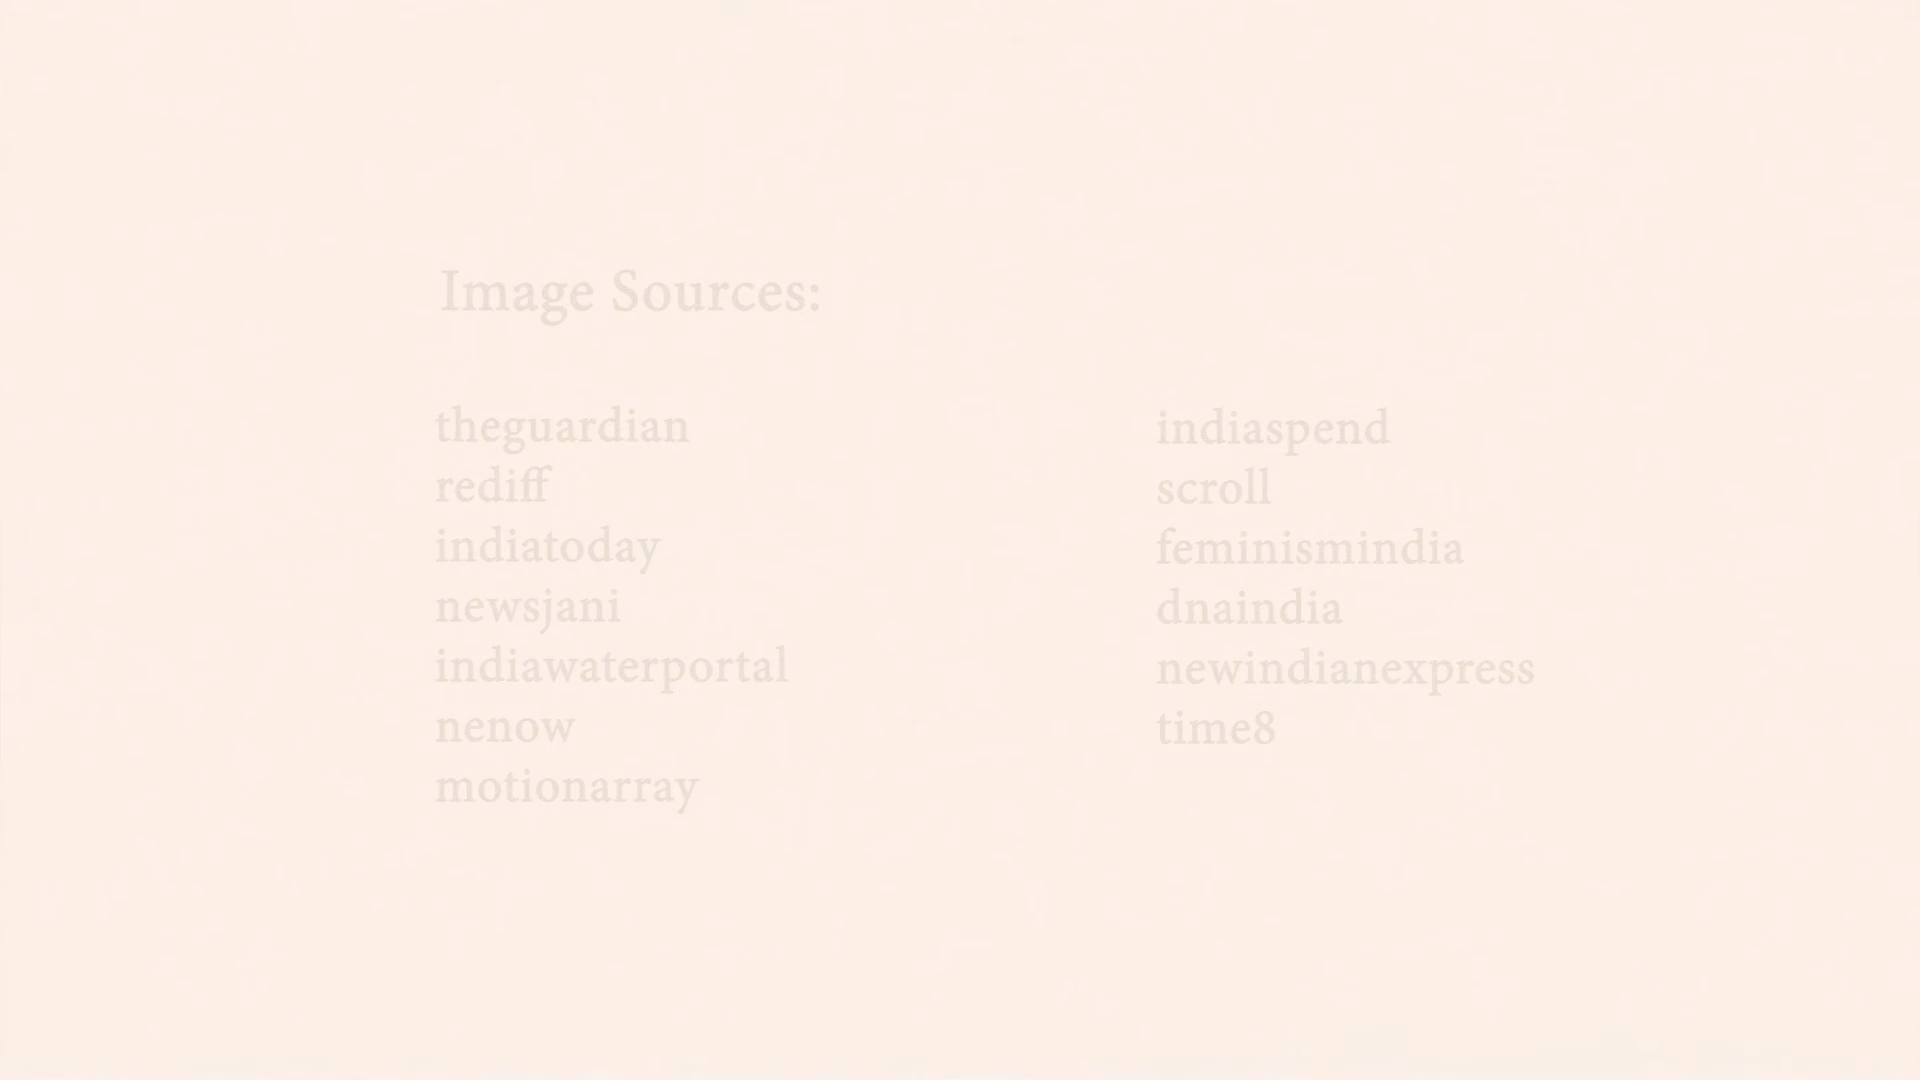 Image Sources:
theguardian
rediff
indiatoday
newsjani
indiawaterportal
nenow
motionarray
indiaspend
scroll
feminismindia
dnaindia
newindianexpress
time8